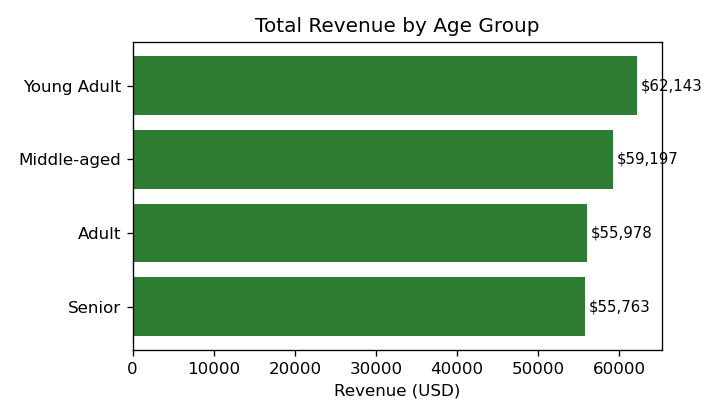 Total Revenue by Age Group
Young Adult $62,143
Middle-aged $59,197
Adult $55,978
Senior $55,763
0 10000 20000 30000 40000 50000 60000
Revenue (USD)